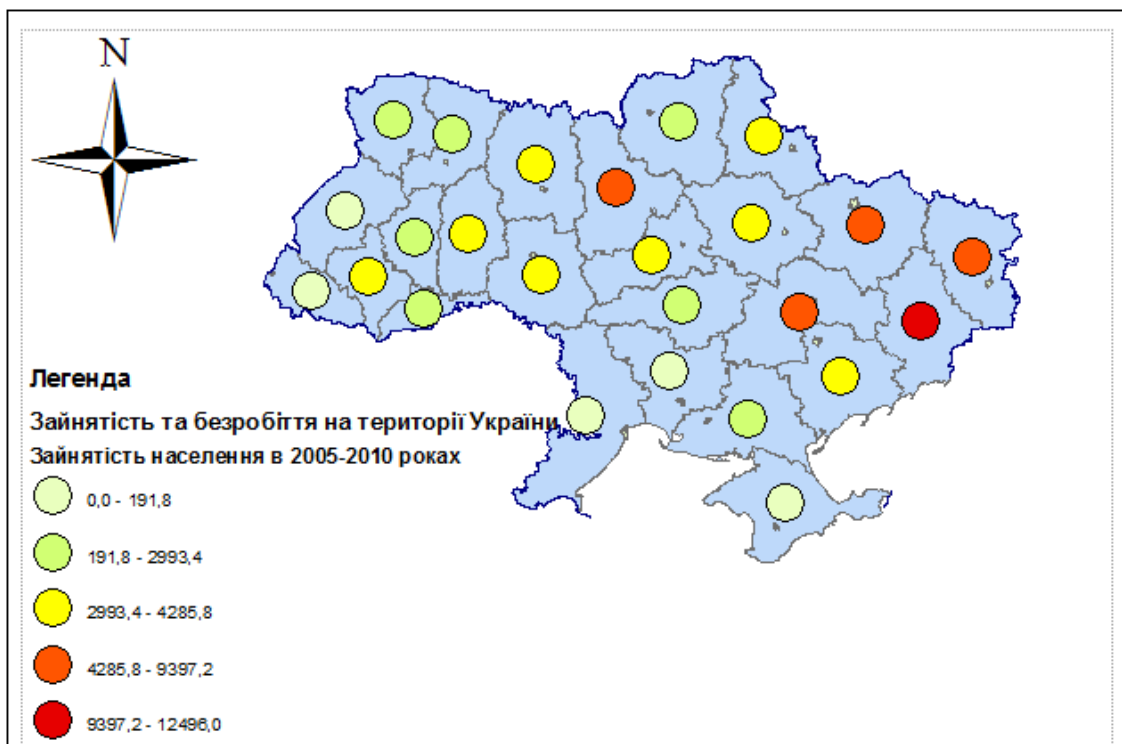 N
Легенда
Зайнятість та безробіття на території України
Зайнятість населення в 2005-2010 роках
0,0 - 191,8
191,8 - 2993,4
2993,4 - 4285,8
4285,8 - 9397,2
9397,2 - 12496,0